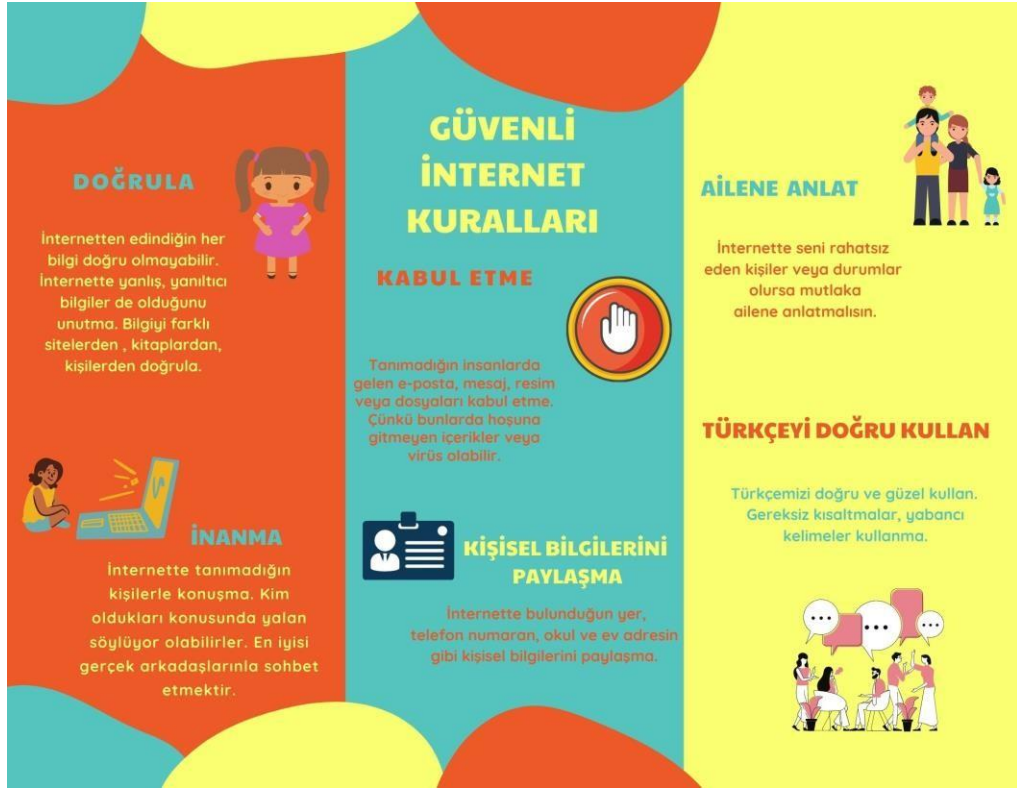 DOĞRULA
İnternetten edindiğin her
bilgi doğru olmayabilir.
İnternette yanlış, yanıltıcı
bilgiler de olduğunu
unutma. Bilgiyi farklı
sitelerden , kitaplardan,
kişilerden doğrula.
İNANMA
İnternette tanımadığın
kişilerle konuşma. Kim
oldukları konusunda yalan
söylüyor olabilirler. En iyisi
gerçek arkadaşlarınla sohbet
etmektir.
GÜVENLİ
İNTERNET
KURALLARI
KABUL ETME
Tanımadığın insanlarda
gelen e-posta, mesaj, resim
veya dosyaları kabul etme.
Çünkü bunlarda hoşuna
gitmeyen içerikler veya
virüs olabilir.
KİŞİSEL BİLGİLERİNİ
PAYLAŞMA
İnternette bulunduğun yer,
telefon numaran, okul ve ev adresin
gibi kişisel bilgilerini paylaşma.
AİLENE ANLAT
İnternette seni rahatsız
eden kişiler veya durumlar
olursa mutlaka
ailene anlatmalısın.
TÜRKÇEYİ DOĞRU KULLAN
Türkçemizi doğru ve güzel kullan.
Gereksiz kısaltmalar, yabancı
kelimeler kullanma.